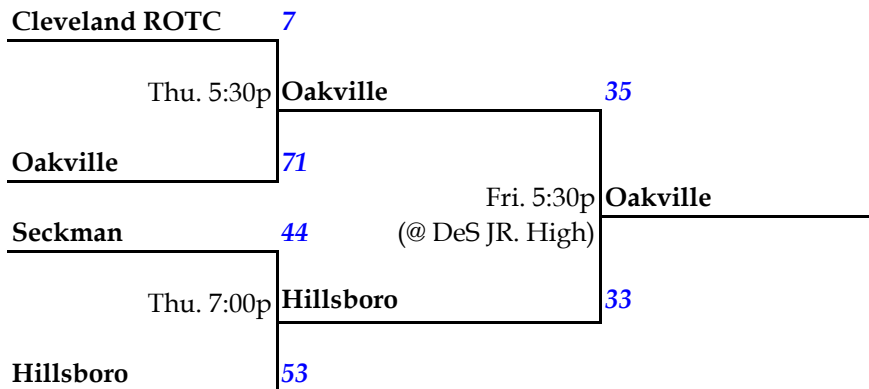 Cleveland ROTC 7
Thu. 5:30p Oakville 35
Oakville 71
Fri. 5:30p Oakville
Seckman 44 (@ DeS JR. High)
Thu. 7:00p Hillsboro 33
Hillsboro 53